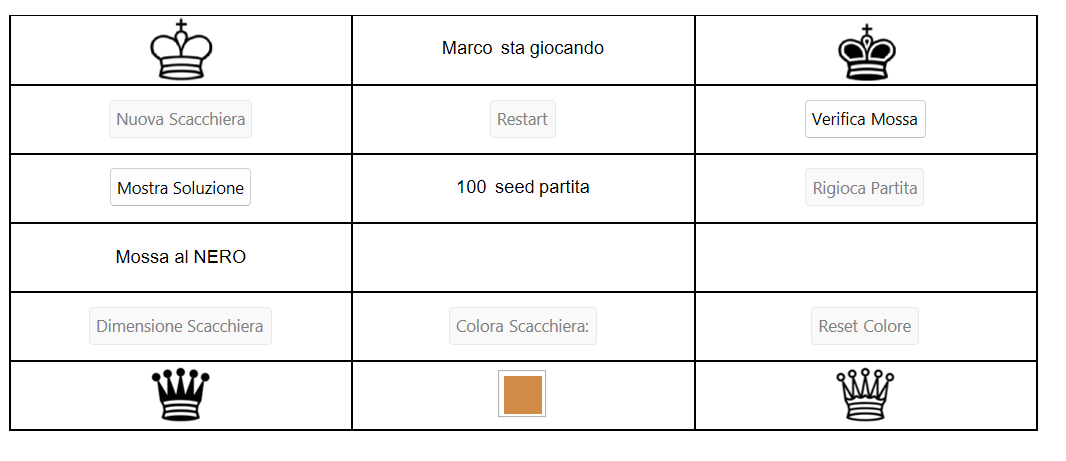 Marco sta giocando
Nuova Scacchiera
Restart
Verifica Mossa
Mostra Soluzione
100 seed partita
Rigioca Partita
Mossa al NERO
Dimensione Scacchiera
Colora Scacchiera:
Reset Colore